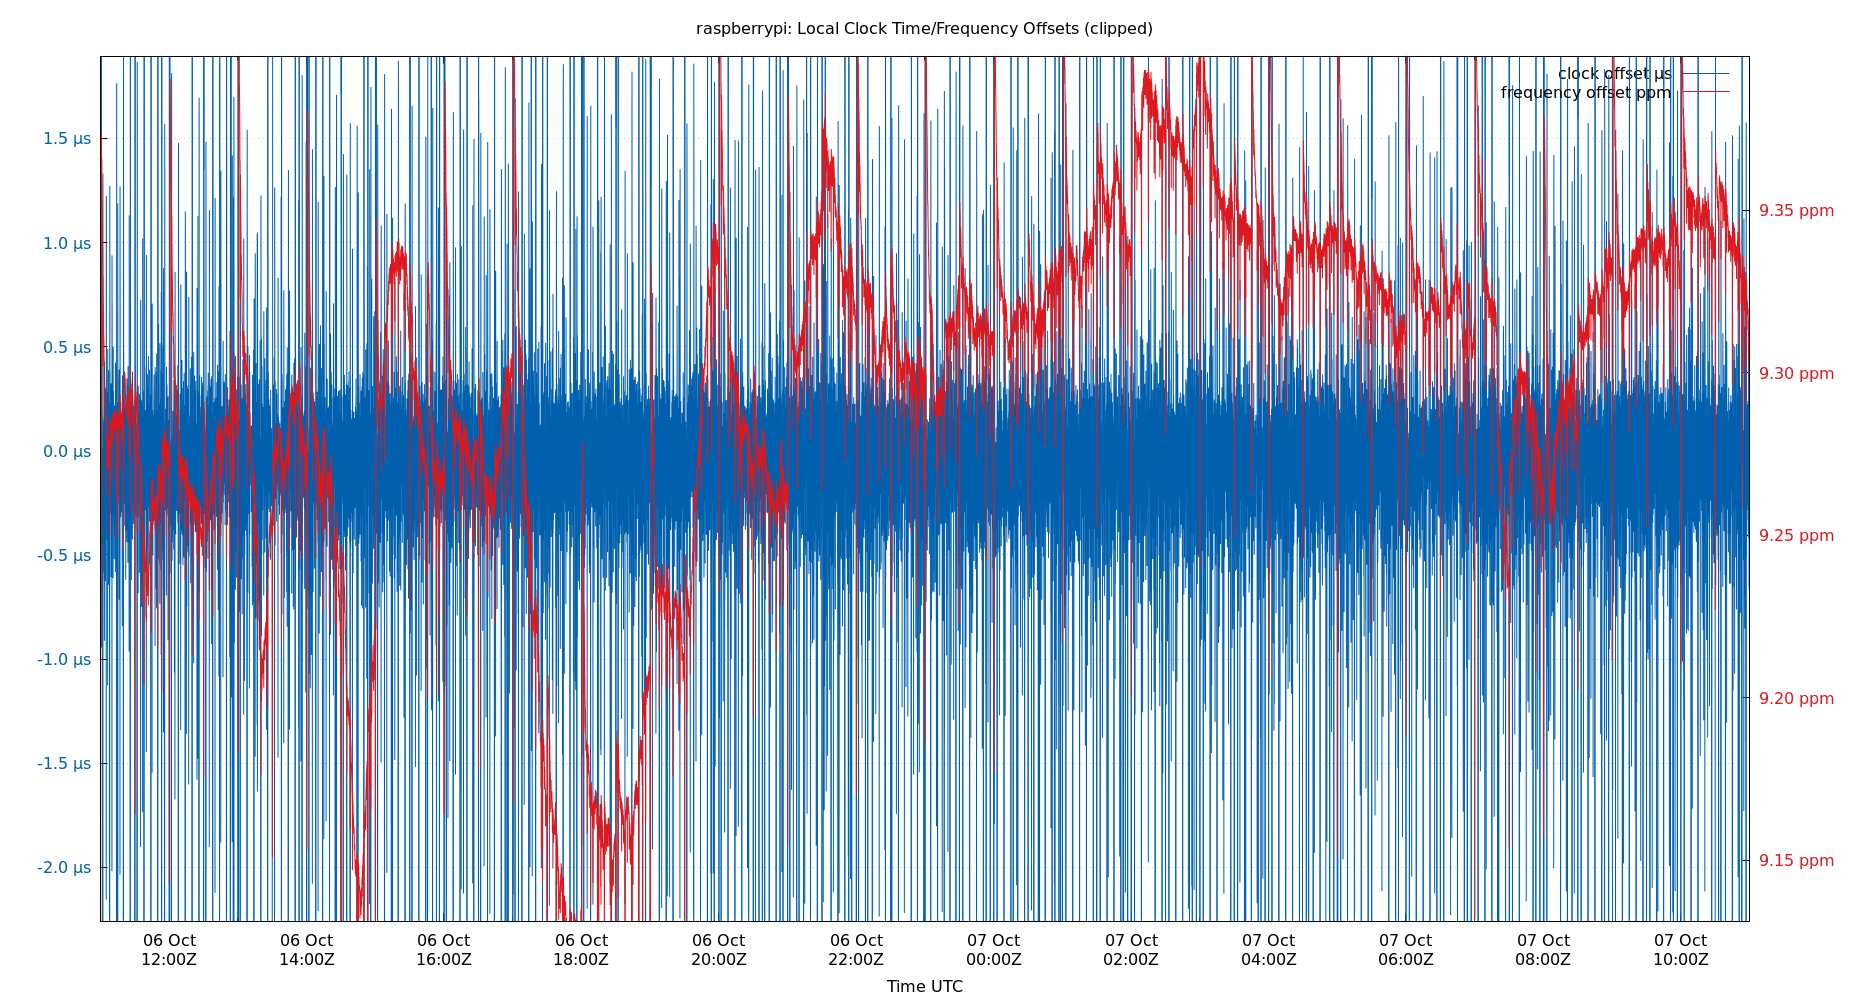 raspberrypi: Local Clock Time/Frequency Offsets (clipped)
clock offset µs
frequency offset ppm
1.5 µs
1.0 µs
0.5 µs
0.0 µs
-0.5 µs
-1.0 µs
-1.5 µs
-2.0 µs
9.35 ppm
9.30 ppm
9.25 ppm
9.20 ppm
9.15 ppm
06 Oct 06 Oct 06 Oct 06 Oct 06 Oct 06 Oct 07 Oct 07 Oct 07 Oct 07 Oct 07 Oct 07 Oct
12:00Z 14:00Z 16:00Z 18:00Z 20:00Z 22:00Z 00:00Z 02:00Z 04:00Z 06:00Z 08:00Z 10:00Z
Time UTC